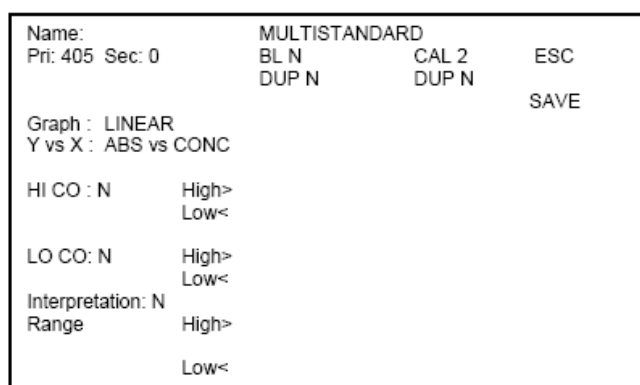 Name: MULTISTANDARD
Pri: 405 Sec: 0 BL N CAL 2 ESC
DUP N DUP N
SAVE
Graph : LINEAR
Y vs X : ABS vs CONC
HI CO : N High>
Low<
LO CO: N High>
Low<
Interpretation: N
Range High>
Low<